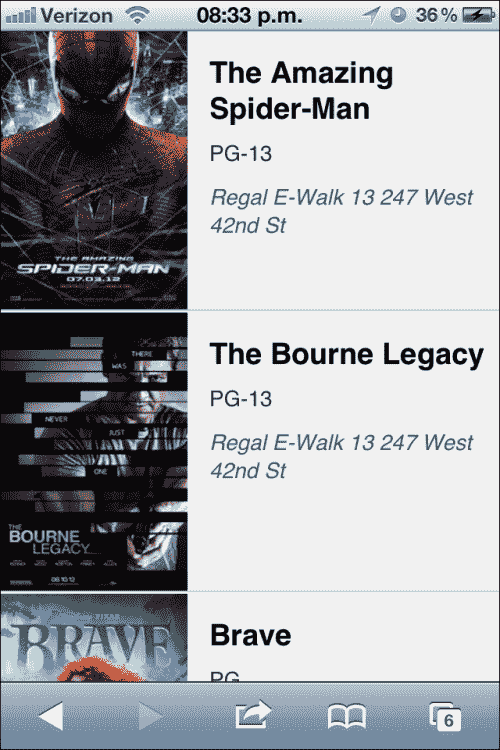 Verizon 08:33 p.m. 36%
The Amazing
Spider-Man
PG-13
Regal E-Walk 13 247 West
42nd St
THE AMAZING
SPIDER-MAN
07.03.12
The Bourne Legacy
PG-13
Regal E-Walk 13 247 West
42nd St
THERE
WAS
NEVER
JUST
ONE
THE
BOURNE
LEGACY
08.10.12
BRAVE
Brave
PG
6